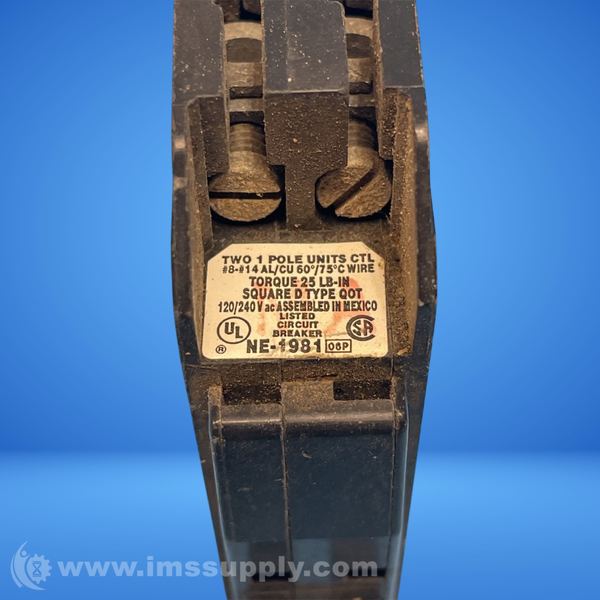 TWO 1 POLE UNITS CTL
#8-#14 AL/CU 60°/75°C WIRE
TORQUE 25 LB-IN
SQUARE D TYPE QOT
120/240 V ac ASSEMBLED IN MEXICO
LISTED
CIRCUIT
BREAKER
UL
®
SA
NE-1981 06P
www.imssupply.com